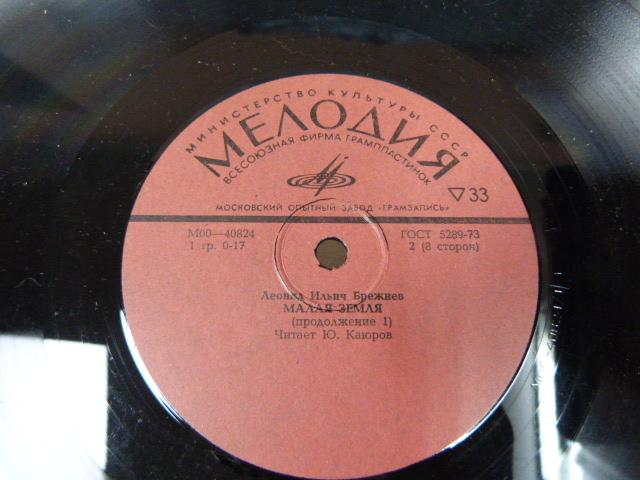 МИНИСТЕРСТВО КУЛЬТУРЫ СССР
МЕЛОДИЯ
ВСЕСОЮЗНАЯ ФИРМА ГРАМПЛАСТИНОК
▽33
МОСКОВСКИЙ ОПЫТНЫЙ ЗАВОД «ГРАМЗАПИСЬ»
М00—40824 ГОСТ 5289-73
1 гр. 0-17 2 (8 сторон)
Леонид Ильич Брежнев
МАЛАЯ ЗЕМЛЯ
(продолжение 1)
Читает Ю. Каюров